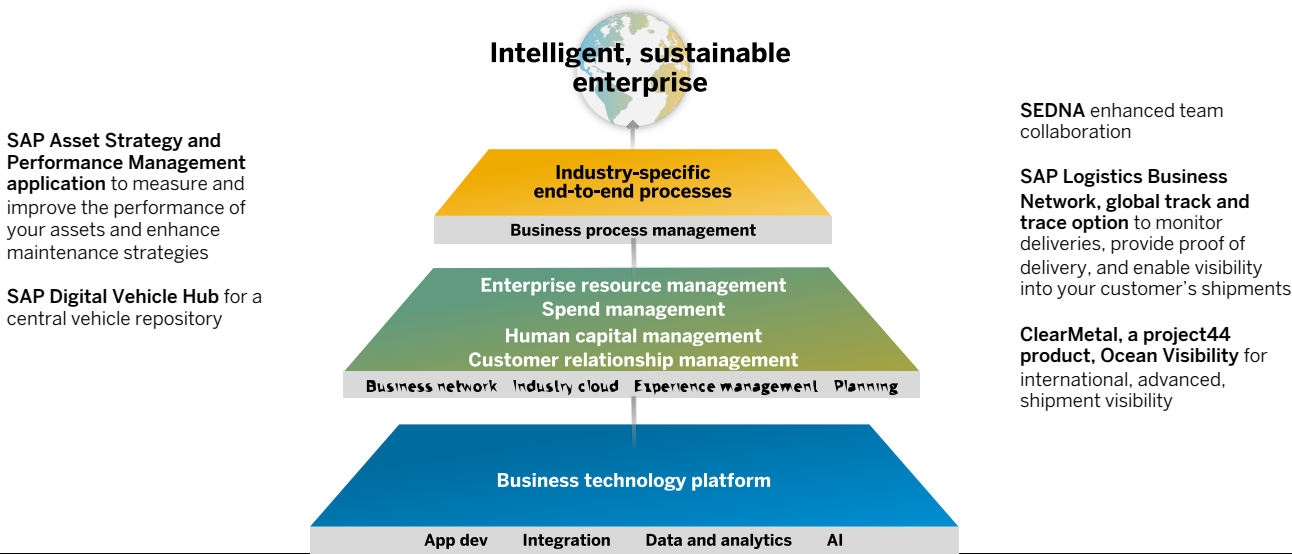 Intelligent, sustainable
enterprise
SAP Asset Strategy and
Performance Management
application to measure and
improve the performance of
your assets and enhance
maintenance strategies
SAP Digital Vehicle Hub for a
central vehicle repository
Industry-specific
end-to-end processes
Business process management
Enterprise resource management
Spend management
Human capital management
Customer relationship management
Business network Industry cloud Experience management Planning
Business technology platform
App dev Integration Data and analytics AI
SEDNA enhanced team
collaboration
SAP Logistics Business
Network, global track and
trace option to monitor
deliveries, provide proof of
delivery, and enable visibility
into your customer's shipments
ClearMetal, a project44
product, Ocean Visibility for
international, advanced,
shipment visibility